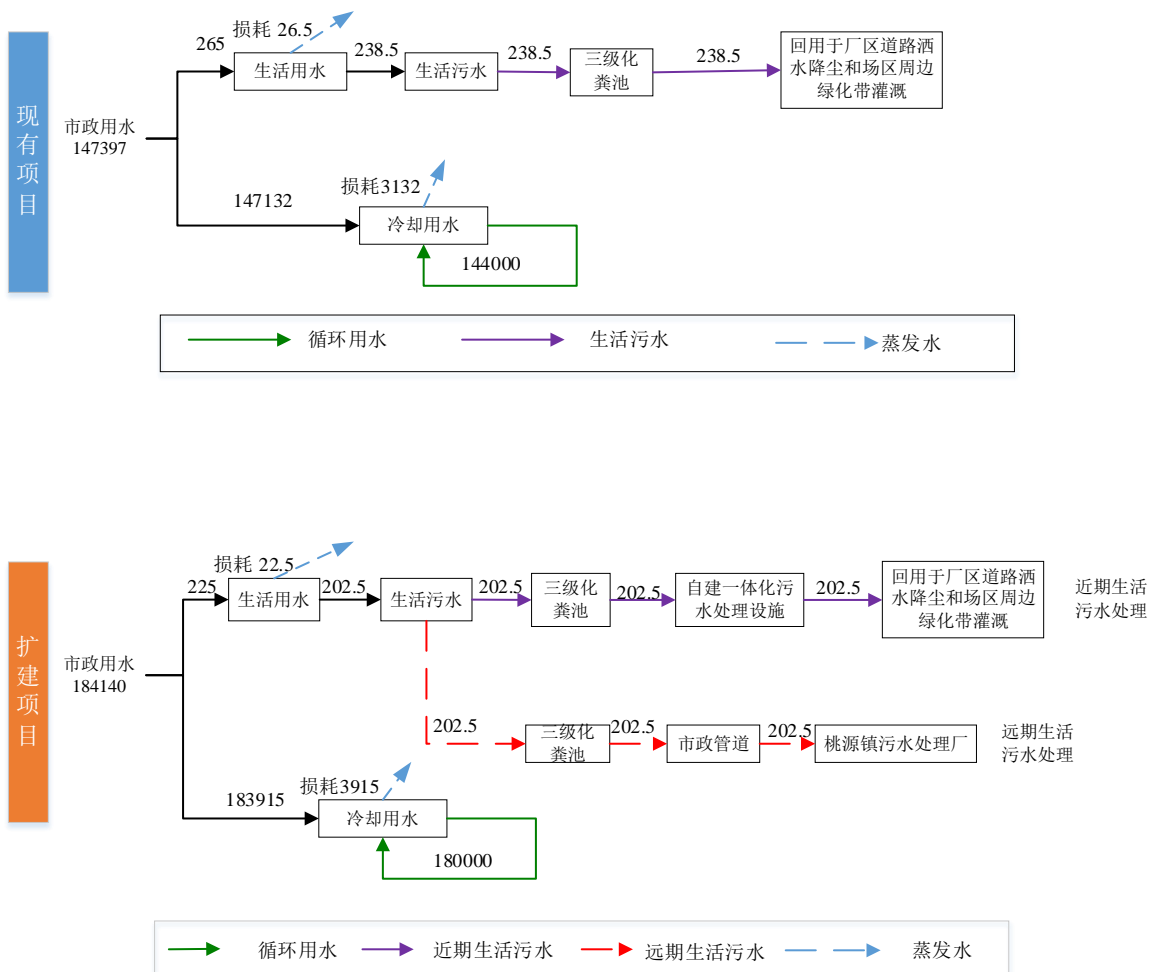 现有项目
损耗 26.5
265
生活用水
238.5
生活污水
238.5
三级化
粪池
238.5
回用于厂区道路洒
水降尘和场区周边
绿化带灌溉
市政用水
147397
147132
损耗3132
冷却用水
144000
循环用水
生活污水
蒸发水
扩建项目
损耗 22.5
225
生活用水
202.5
生活污水
202.5
三级化
粪池
202.5
自建一体化污
水处理设施
202.5
回用于厂区道路洒
水降尘和场区周边
绿化带灌溉
近期生活
污水处理
市政用水
184140
202.5
三级化
粪池
202.5
市政管道
202.5
桃源镇污水处理厂
远期生活
污水处理
183915
损耗3915
冷却用水
180000
循环用水
近期生活污水
远期生活污水
蒸发水